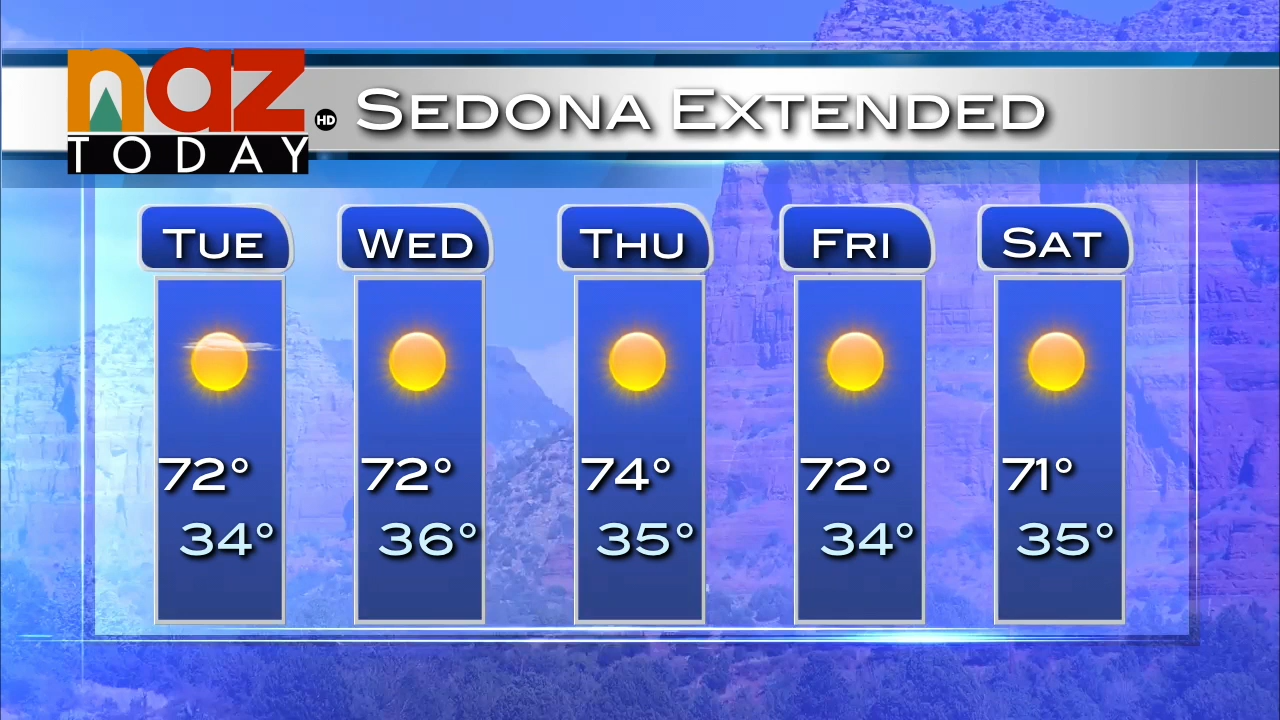 naz
TODAY
HD
SEDONA EXTENDED
TUE WED THU FRI SAT
72° 72° 74° 72° 71°
34° 36° 35° 34° 35°